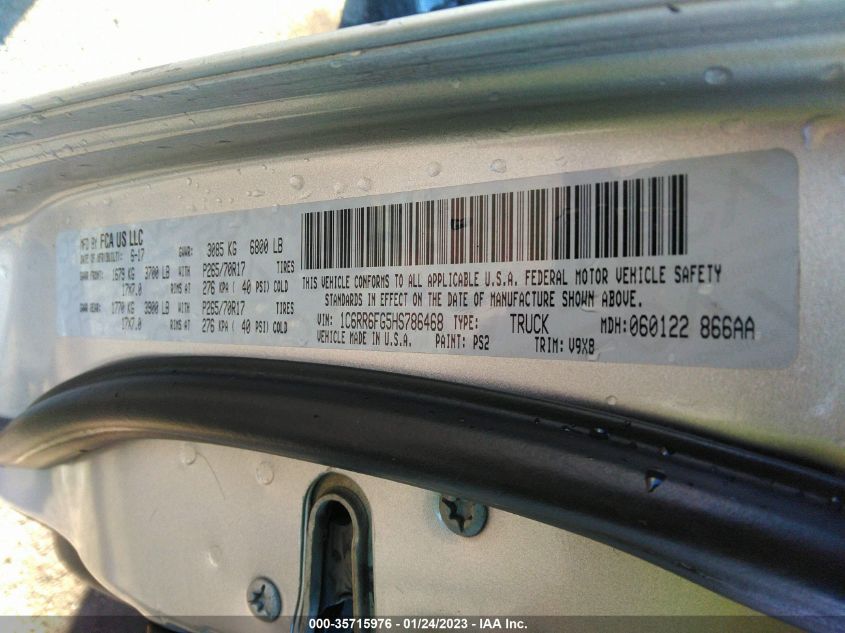 MFD BY FCA US LLC
DATE OF MFR/BUILT: 6-17
GVWR: 3085 KG 6800 LB
GAWR FRONT: 1679 KG 3700 LB WITH P265/70R17 TIRES
17X7.0 RIMS AT 276 KPA ( 40 PSI) COLD
GAWR REAR: 1770 KG 3900 LB WITH P265/70R17 TIRES
17X7.0 RIMS AT 276 KPA ( 40 PSI) COLD
THIS VEHICLE CONFORMS TO ALL APPLICABLE U.S.A. FEDERAL MOTOR VEHICLE SAFETY
STANDARDS IN EFFECT ON THE DATE OF MANUFACTURE SHOWN ABOVE.
VIN: 1C6RR6FG5HS786468 TYPE: TRUCK MDH: 060122 866AA
VEHICLE MADE IN U.S.A. PAINT: PS2 TRIM: V9X8
000-35715976 - 01/24/2023 - IAA Inc.